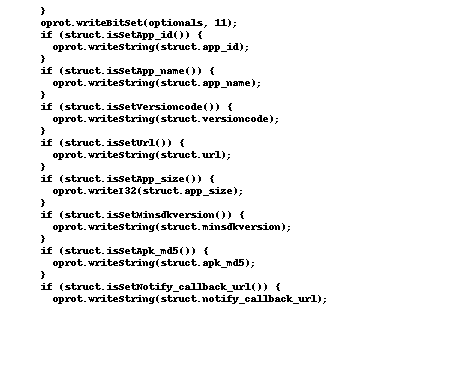 }
oprot.writeBitSet(optionals, 11);
if (struct.isSetApp_id()) {
oprot.writeString(struct.app_id);
}
if (struct.isSetApp_name()) {
oprot.writeString(struct.app_name);
}
if (struct.isSetVersioncode()) {
oprot.writeString(struct.versioncode);
}
if (struct.isSetUrl()) {
oprot.writeString(struct.url);
}
if (struct.isSetApp_size()) {
oprot.writeI32(struct.app_size);
}
if (struct.isSetMinsdkversion()) {
oprot.writeString(struct.minsdkversion);
}
if (struct.isSetApk_md5()) {
oprot.writeString(struct.apk_md5);
}
if (struct.isSetNotify_callback_url()) {
oprot.writeString(struct.notify_callback_url);